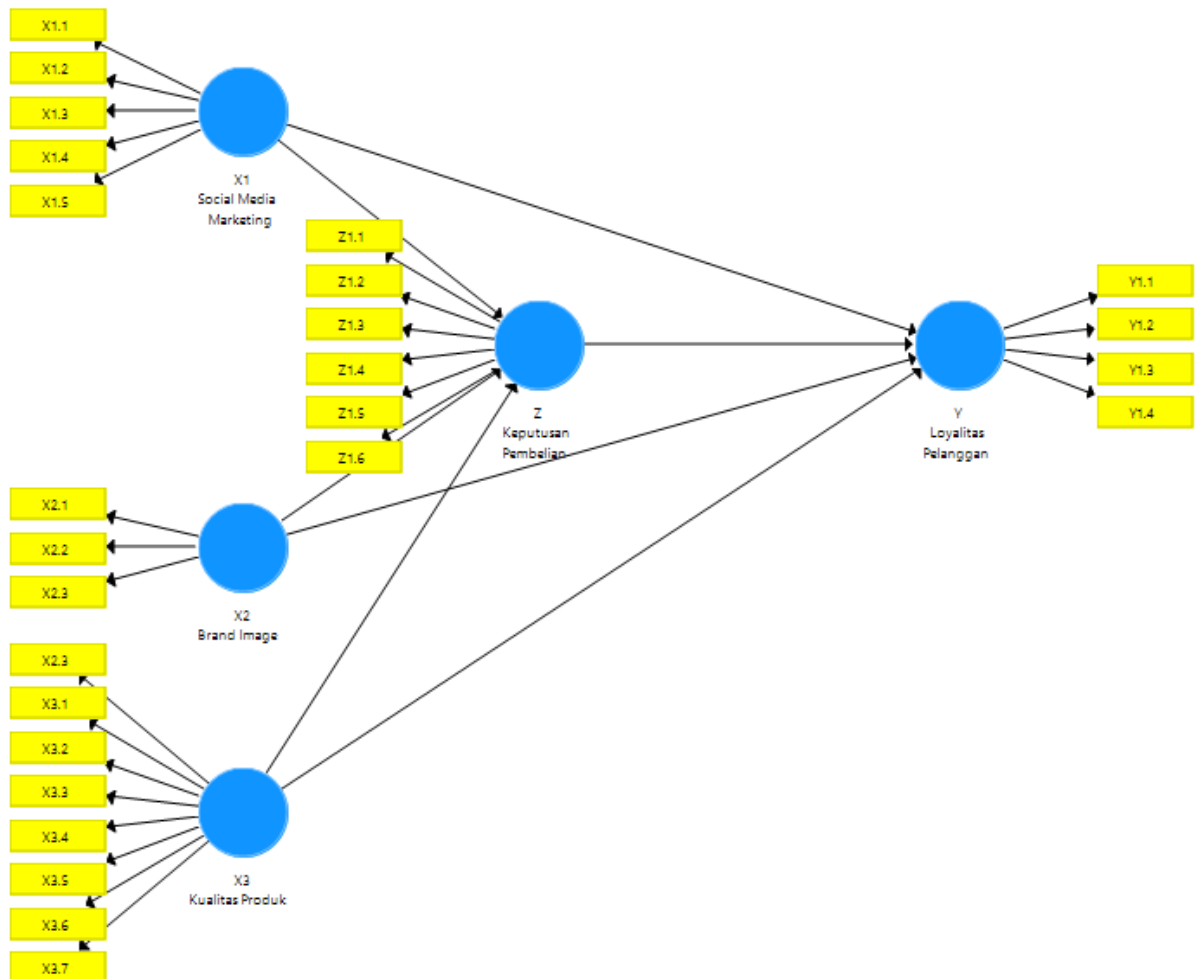 X1.1
X1.2
X1.3
X1.4
X1.5
X1
Social Media
Marketing
Z1.1
Z1.2
Z1.3
Z1.4
Z1.5
Z1.6
Z
Keputusan
Pembelian
Y1.1
Y1.2
Y1.3
Y1.4
Y
Loyalitas
Pelanggan
X2.1
X2.2
X2.3
X2
Brand Image
X2.3
X3.1
X3.2
X3.3
X3.4
X3.5
X3.6
X3.7
X3
Kualitas Produk